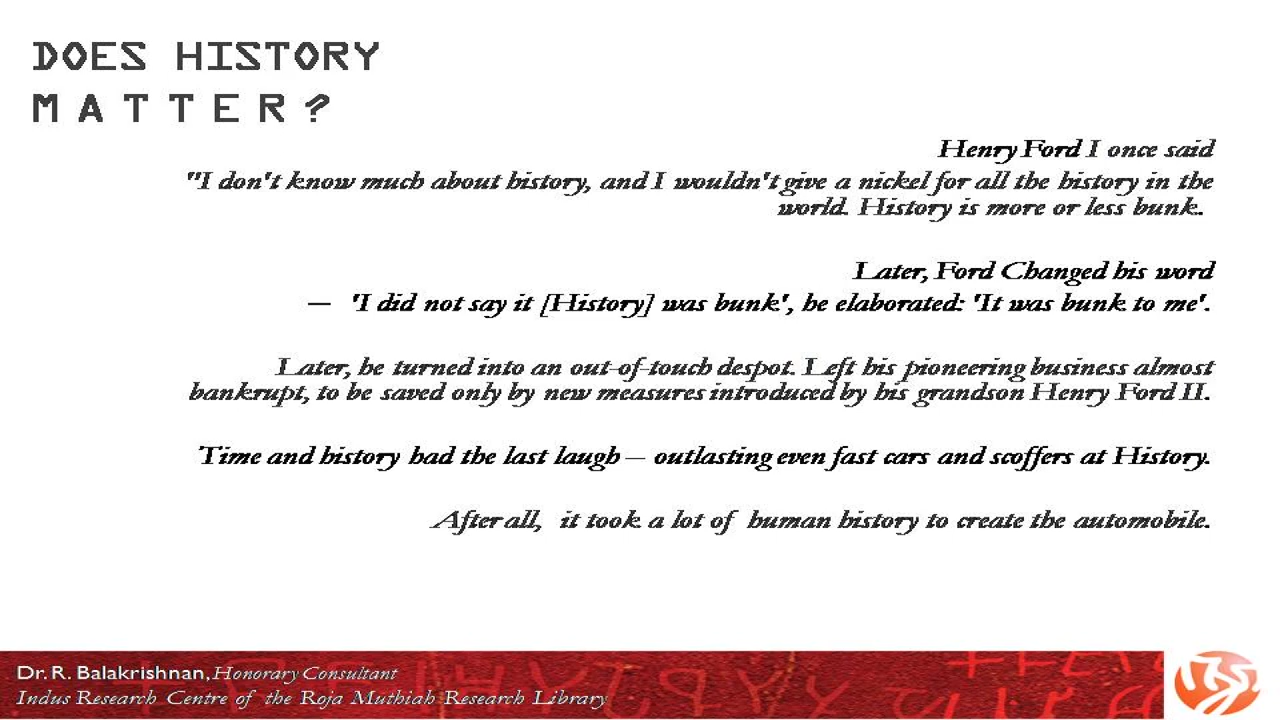 DOES HISTORY
MATTER?
Henry Ford I once said
"I don't know much about history, and I wouldn't give a nickel for all the history in the
world. History is more or less bunk.
Later, Ford Changed his word
— 'I did not say it [History] was bunk', he elaborated: 'It was bunk to me'.
Later, he turned into an out-of-touch despot. Left his pioneering business almost
bankrupt, to be saved only by new measures introduced by his grandson Henry Ford II.
Time and history had the last laugh — outlasting even fast cars and scoffers at History.
After all, it took a lot of human history to create the automobile.
Dr. R. Balakrishnan, Honorary Consultant
Indus Research Centre of the Roja Muthiah Research Library